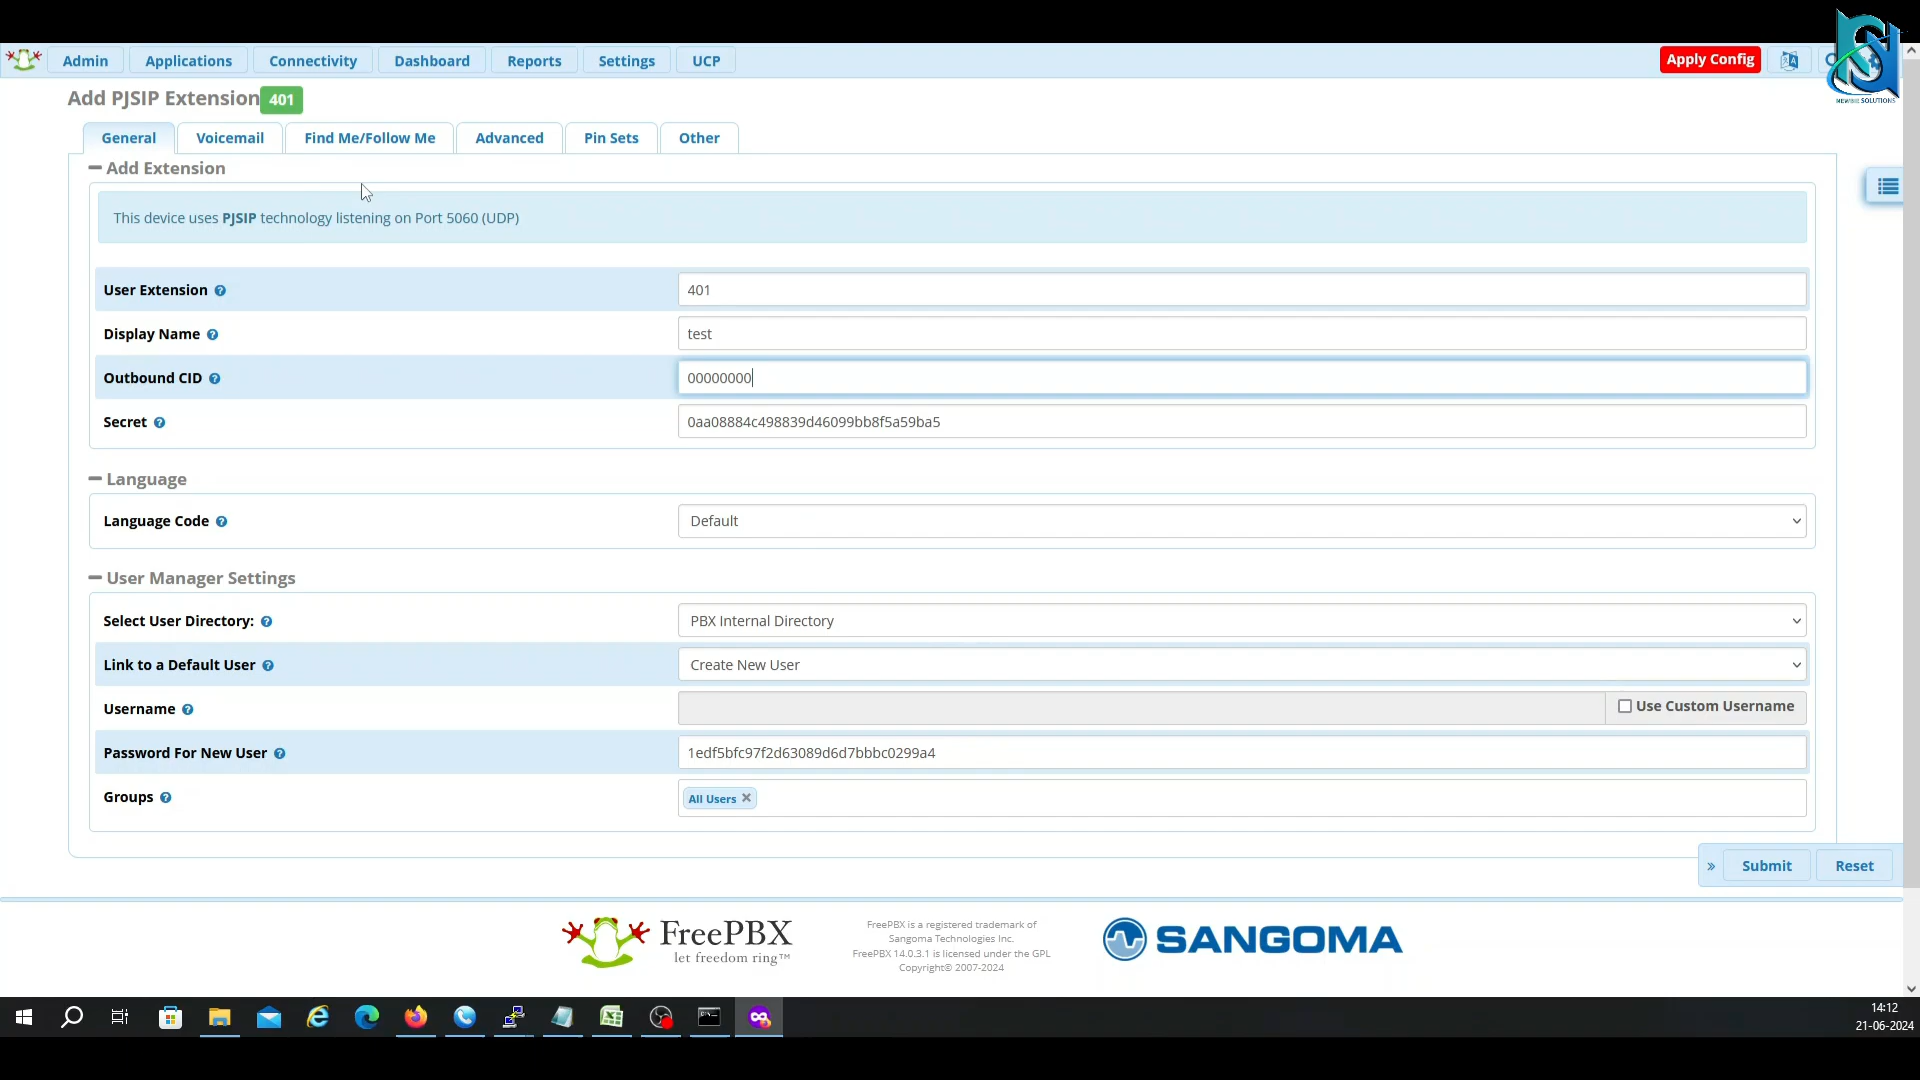 Admin Applications Connectivity Dashboard Reports Settings UCP Apply Config
NEWBIE SOLUTIONS
Add PJSIP Extension 401
General Voicemail Find Me/Follow Me Advanced Pin Sets Other
Add Extension
This device uses PJSIP technology listening on Port 5060 (UDP)
User Extension 401
Display Name test
Outbound CID 00000000
Secret 0aa08884c498839d46099bb8f5a59ba5
Language
Language Code Default
User Manager Settings
Select User Directory: PBX Internal Directory
Link to a Default User Create New User
Username Use Custom Username
Password For New User 1edf5bfc97f2d63089d6d7bbbc0299a4
Groups All Users
» Submit Reset
FreePBX
let freedom ring™
FreePBX is a registered trademark of
Sangoma Technologies Inc.
FreePBX 14.0.3.1 is licensed under the GPL
Copyright© 2007-2024
SANGOMA
14:12
21-06-2024